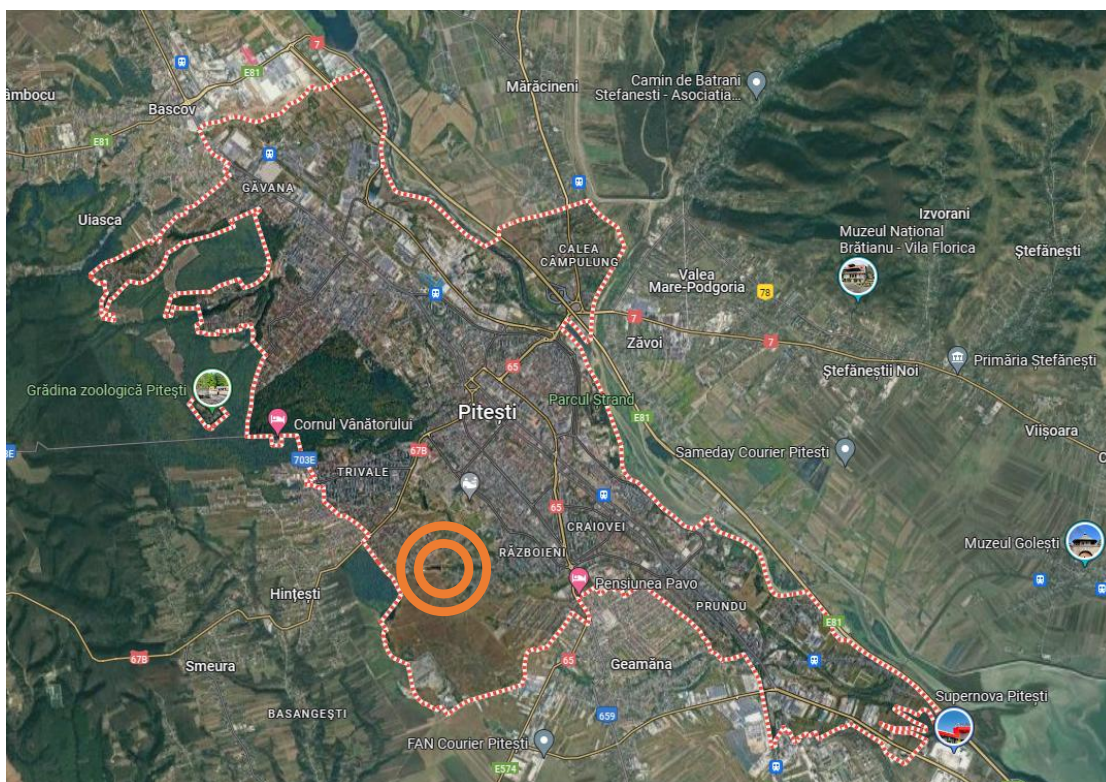 7
E81
Mărăcineni
Camin de Batrani
Stefanesti - Asociatia...
âmbocu
Bascov
E81
GĂVANA
Uiasca
Izvorani
Muzeul Național
Brătianu - Vila Florica
Ștefănești
CALEA
CÂMPULUNG
Valea
Mare-Podgoria
78
7
Zăvoi
7
Primăria Ștefănești
Ștefăneștii Noi
65
Grădina zoologică Pitești
Parcul Strand
Pitești
E81
Cornul Vânătorului
Viișoara
67B
Sameday Courier Pitesti
703E
TRIVALE
65
CRAIOVEI
Muzeul Golești
RĂZBOIENI
Pensiunea Pavo
Hințești
PRUNDU
E81
67B
Smeura
65
Geamăna
Supernova Pitești
BASANGEȘTI
659
FAN Courier Pitești
E574